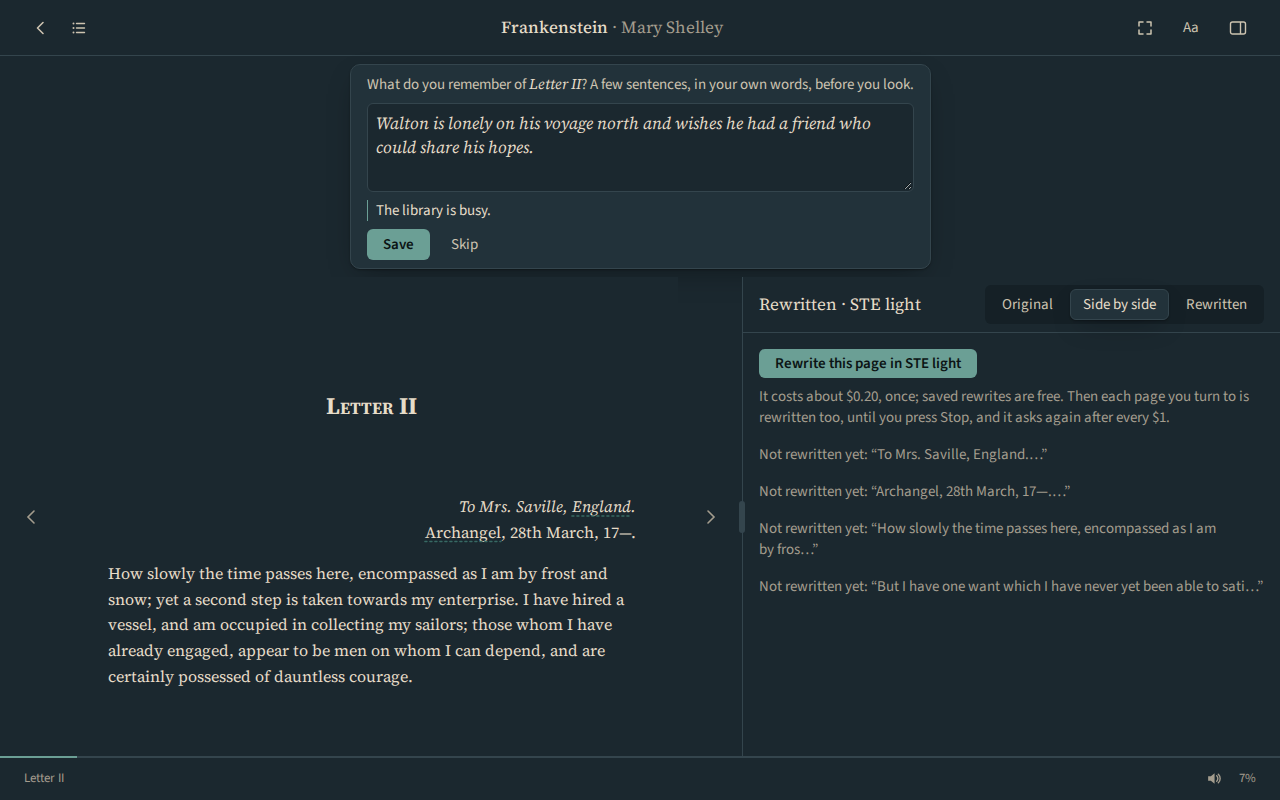 Frankenstein · Mary Shelley
Aa
What do you remember of Letter II? A few sentences, in your own words, before you look.
Walton is lonely on his voyage north and wishes he had a friend who
could share his hopes.
The library is busy.
Save
Skip
Letter II
To Mrs. Saville, England.
Archangel, 28th March, 17—.
How slowly the time passes here, encompassed as I am by frost and
snow; yet a second step is taken towards my enterprise. I have hired a
vessel, and am occupied in collecting my sailors; those whom I have
already engaged, appear to be men on whom I can depend, and are
certainly possessed of dauntless courage.
Rewritten · STE light
Original
Side by side
Rewritten
Rewrite this page in STE light
It costs about $0.20, once; saved rewrites are free. Then each page you turn to is
rewritten too, until you press Stop, and it asks again after every $1.
Not rewritten yet: “To Mrs. Saville, England.…”
Not rewritten yet: “Archangel, 28th March, 17—.…”
Not rewritten yet: “How slowly the time passes here, encompassed as I am
by fros…”
Not rewritten yet: “But I have one want which I have never yet been able to sati…”
Letter II
7%